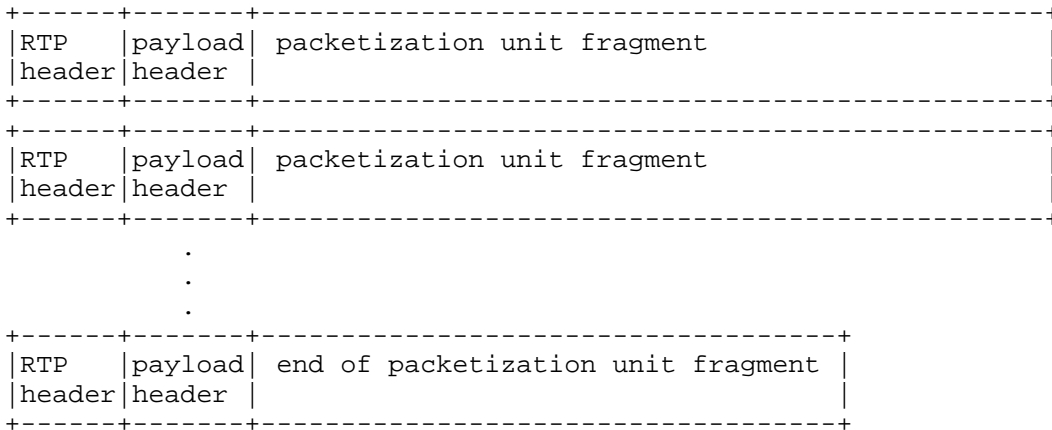 +------+-------+-------------------------------------------------+
|RTP   |payload| packetization unit fragment                     |
|header|header |                                                 |
+------+-------+-------------------------------------------------+
+------+-------+-------------------------------------------------+
|RTP   |payload| packetization unit fragment                     |
|header|header |                                                 |
+------+-------+-------------------------------------------------+
.
.
.
+------+-------+------------------------------------+
|RTP   |payload| end of packetization unit fragment |
|header|header |                                    |
+------+-------+------------------------------------+